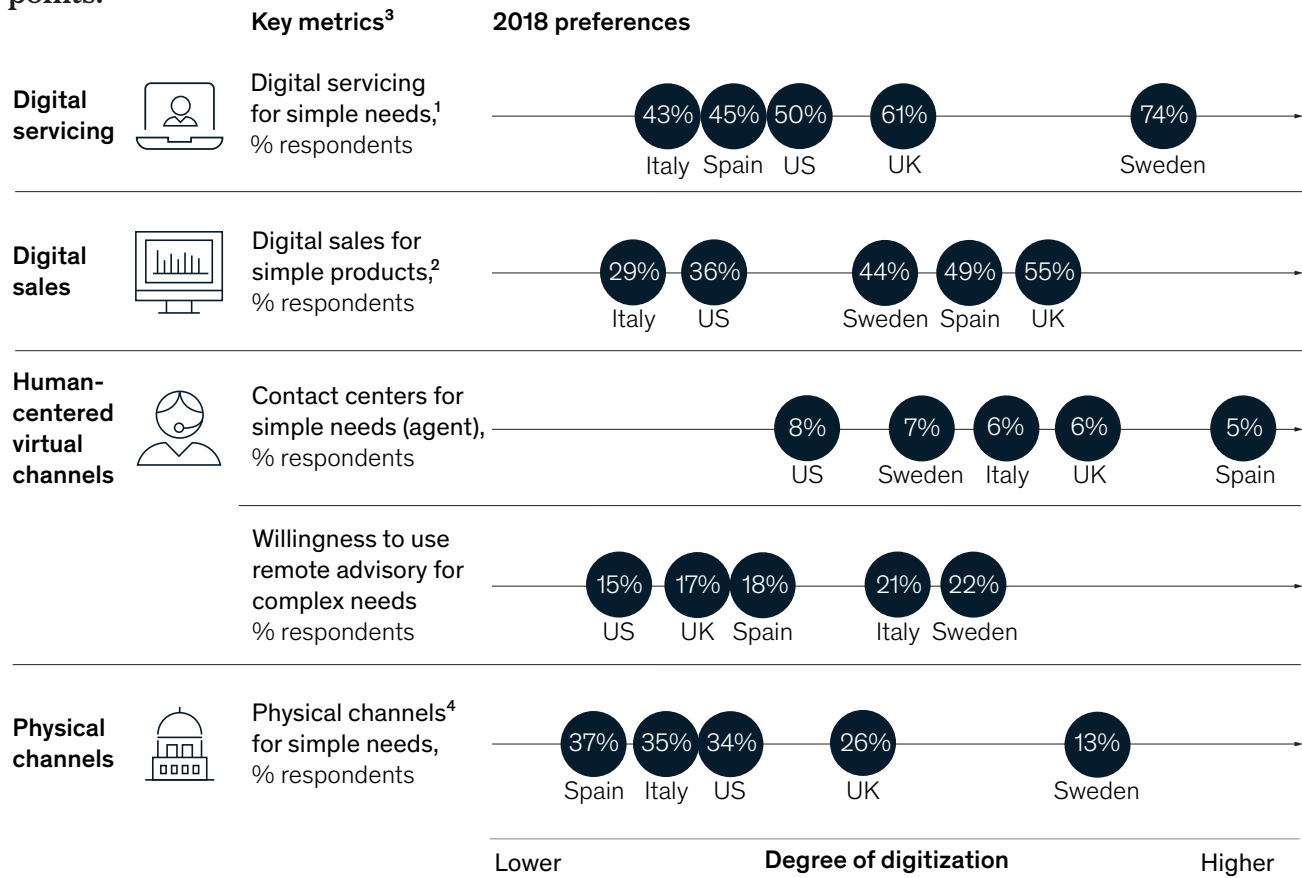 points.
Key metrics³
2018 preferences
Digital
servicing
Digital servicing
for simple needs,¹
% respondents
43%
45%
50%
61%
74%
Italy
Spain
US
UK
Sweden
Digital
sales
Digital sales for
simple products,²
% respondents
29%
36%
44%
49%
55%
Italy
US
Sweden
Spain
UK
Human-
centered
virtual
channels
Contact centers for
simple needs (agent),
% respondents
8%
7%
6%
6%
5%
US
Sweden
Italy
UK
Spain
Willingness to use
remote advisory for
complex needs
% respondents
15%
17%
18%
21%
22%
US
UK
Spain
Italy
Sweden
Physical
channels
Physical channels⁴
for simple needs,
% respondents
37%
35%
34%
26%
13%
Spain
Italy
US
UK
Sweden
Lower
Degree of digitization
Higher